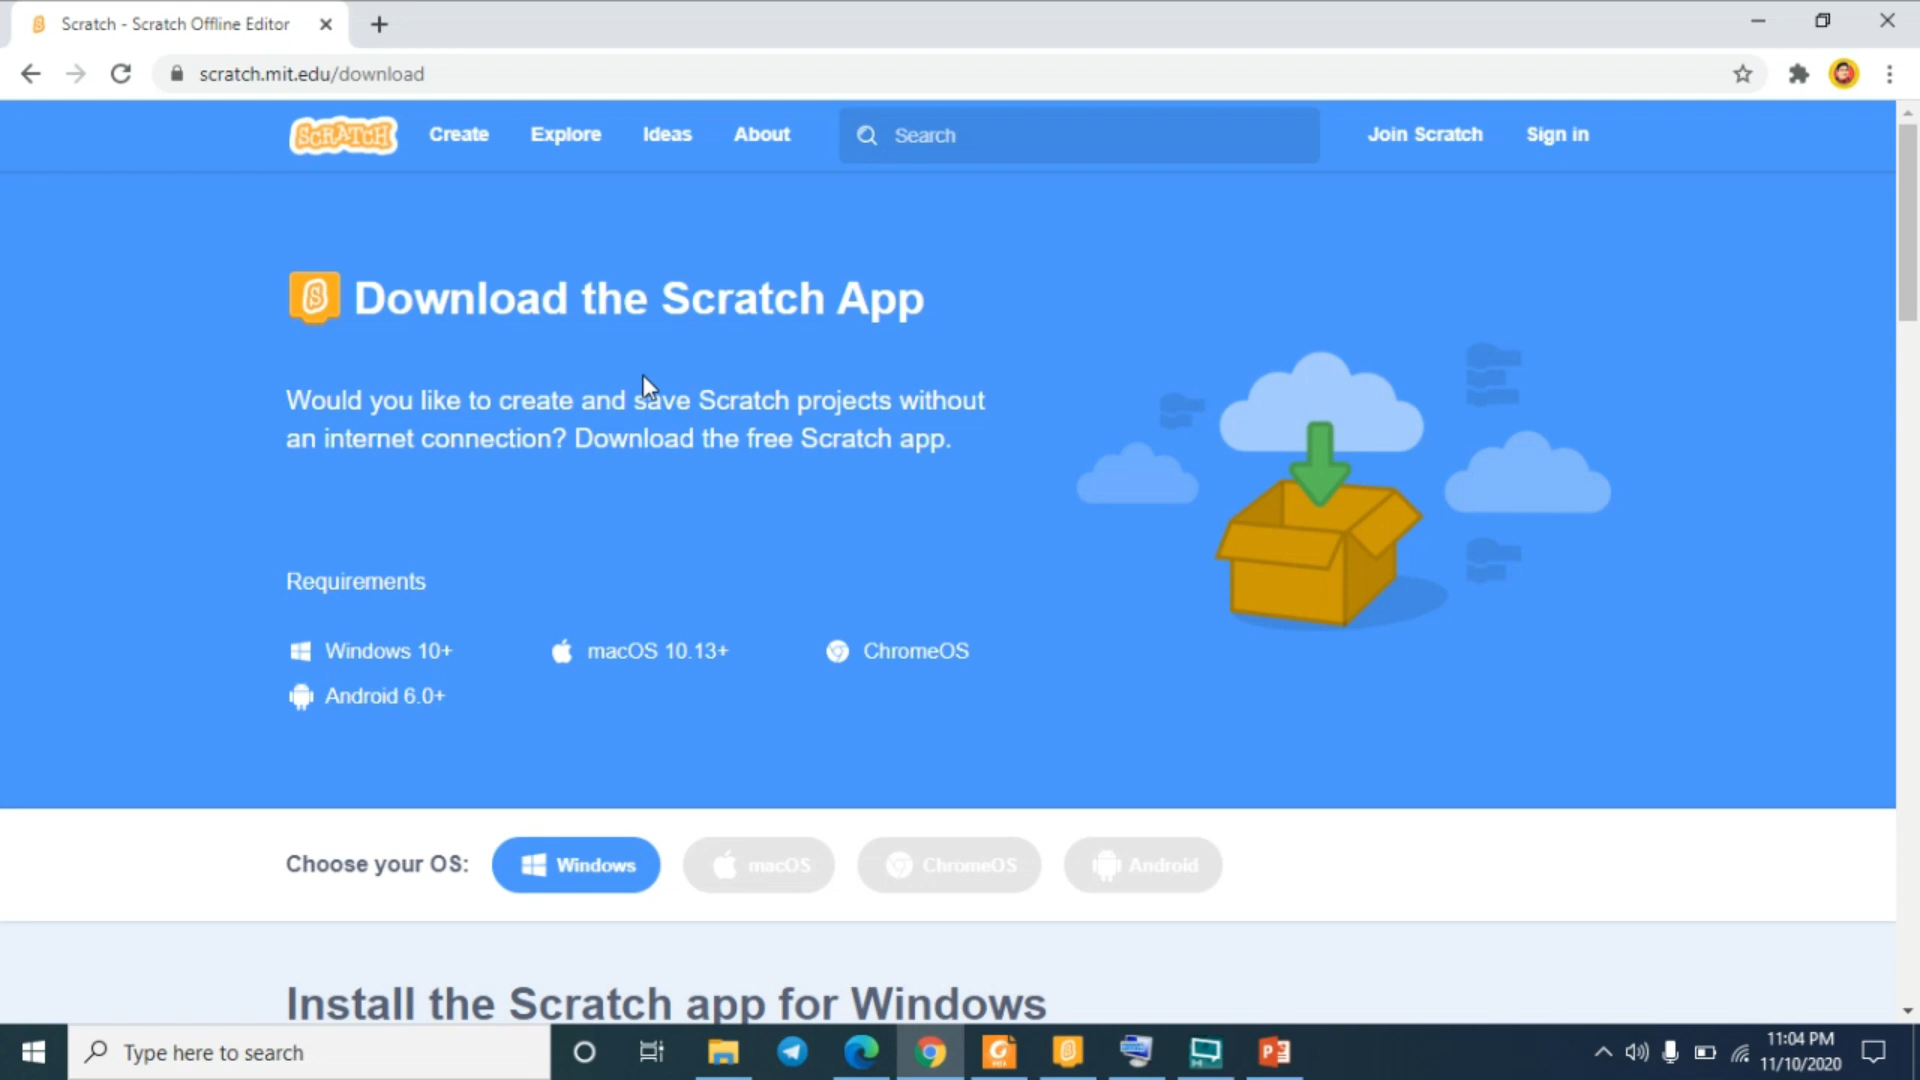 Scratch - Scratch Offline Editor
scratch.mit.edu/download
SCRATCH
Create
Explore
Ideas
About
Search
Join Scratch
Sign in
Download the Scratch App
Would you like to create and save Scratch projects without
an internet connection? Download the free Scratch app.
Requirements
Windows 10+
macOS 10.13+
ChromeOS
Android 6.0+
Choose your OS:
Windows
macOS
ChromeOS
Android
Install the Scratch app for Windows
Type here to search
11:04 PM
11/10/2020